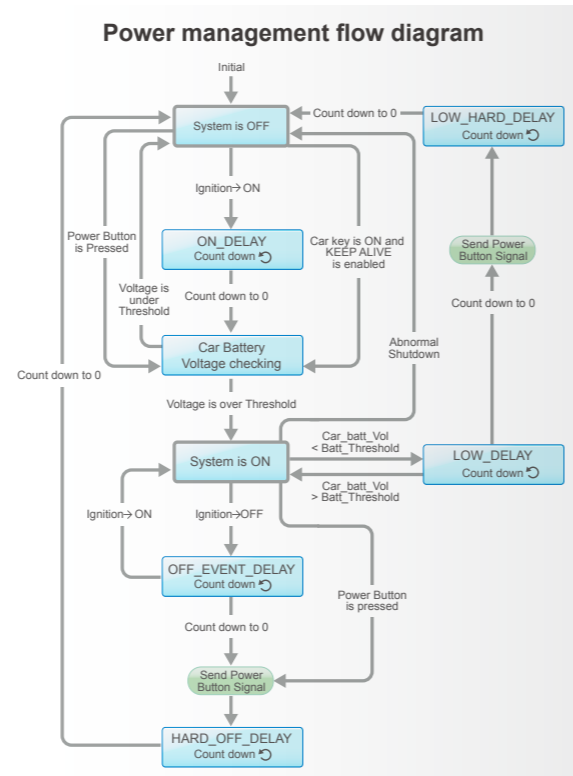 Power management flow diagram
Initial
System is OFF
Count down to 0
LOW_HARD_DELAY
Count down
Ignition→ON
Power Button
is Pressed
ON_DELAY
Count down
Car key is ON and
KEEP ALIVE
is enabled
Send Power
Button Signal
Voltage is
under
Threshold
Count down to 0
Count down to 0
Car Battery
Voltage checking
Abnormal
Shutdown
Count down to 0
Voltage is over Threshold
System is ON
Car_batt_Vol
< Batt_Threshold
LOW_DELAY
Count down
Car_batt_Vol
> Batt_Threshold
Ignition→ON
Ignition→OFF
OFF_EVENT_DELAY
Count down
Power Button
is pressed
Count down to 0
Send Power
Button Signal
HARD_OFF_DELAY
Count down